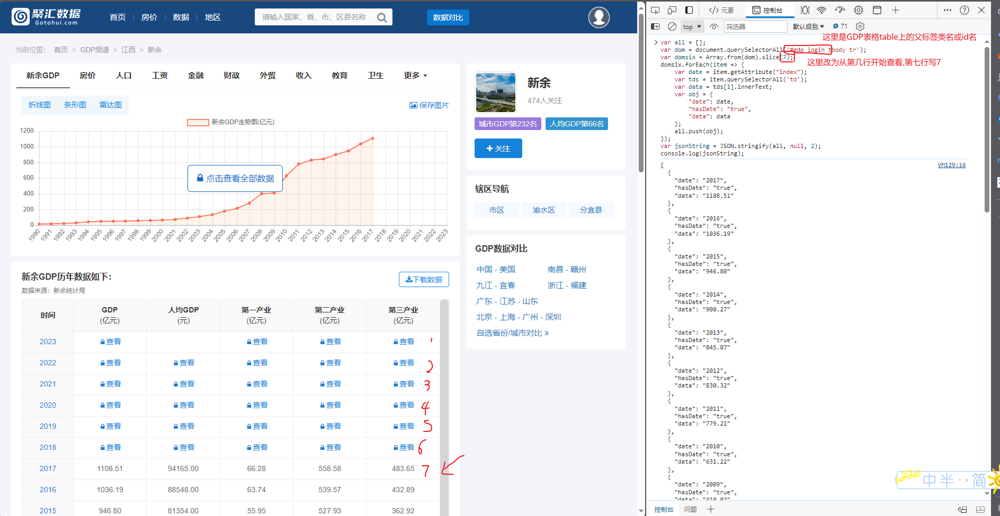 聚汇数据
Gotohui.com
首页 | 房价 | 数据 | 地区
请输入国家、省、市、区县名称
数据对比
当前位置： 首页 > GDP频道 > 江西 > 新余
新余GDP 房价 人口 工资 金融 财政 外贸 收入 教育 卫生 更多
折线图 条形图 雷达图
保存图片
新余GDP走势图(亿元)
1200
1000
800
600
400
200
0
点击查看全部数据
1990 1991 1992 1993 1994 1995 1996 1997 1998 1999 2000 2001 2002 2003 2004 2005 2006 2007 2008 2009 2010 2011 2012 2013 2014 2015 2016 2017 2018 2019 2020 2021 2022 2023
新余GDP历年数据如下：
数据来源：新余统计局
下载数据
时间 GDP (亿元) 人均GDP (元) 第一产业 (亿元) 第二产业 (亿元) 第三产业 (亿元)
2023 查看 查看 查看 查看 1
2022 查看 查看 查看 查看 查看 2
2021 查看 查看 查看 查看 查看 3
2020 查看 查看 查看 查看 查看 4
2019 查看 查看 查看 查看 查看 5
2018 查看 查看 查看 查看 查看 6
2017 1108.51 94165.00 66.28 558.58 483.65 7
2016 1036.19 88548.00 63.74 539.57 432.89
2015 946.80 81354.00 55.95 527.93 362.92
新余
474人关注
城市GDP第232名 人均GDP第66名
+ 关注
辖区导航
市区 渝水区 分宜县
GDP数据对比
中国 - 美国 南昌 - 赣州
九江 - 宜春 浙江 - 福建
广东 - 江苏 - 山东
北京 - 上海 - 广州 - 深圳
自选省份/城市对比 »
</> 元素 控制台
top 筛选器 默认级别 71
这里是GDP表格table上的父标签类名或id名
> var all = [];
var dom = document.querySelectorAll('#gdp_login tbody tr');
var domsix = Array.from(dom).slice(7);
这里改为从第几行开始查看,第七行写7
domsix.forEach(item => {
var date = item.getAttribute("index");
var tds = item.querySelectorAll('td');
var data = tds[1].innerText;
var obj = {
"date": date,
"hasDate": "true",
"data": data
};
all.push(obj);
});
var jsonString = JSON.stringify(all, null, 2);
console.log(jsonString);
[ VM129:16
{
"date": "2017",
"hasDate": "true",
"data": "1108.51"
},
{
"date": "2016",
"hasDate": "true",
"data": "1036.19"
},
{
"date": "2015",
"hasDate": "true",
"data": "946.80"
},
{
"date": "2014",
"hasDate": "true",
"data": "900.27"
},
{
"date": "2013",
"hasDate": "true",
"data": "845.07"
},
{
"date": "2012",
"hasDate": "true",
"data": "830.32"
},
{
"date": "2011",
"hasDate": "true",
"data": "779.21"
},
{
"date": "2010",
"hasDate": "true",
"data": "631.22"
},
{
"date": "2009",
"hasDate": "true",
"data": "410.02"
summer
中 半 ·, 简
控制台 问题